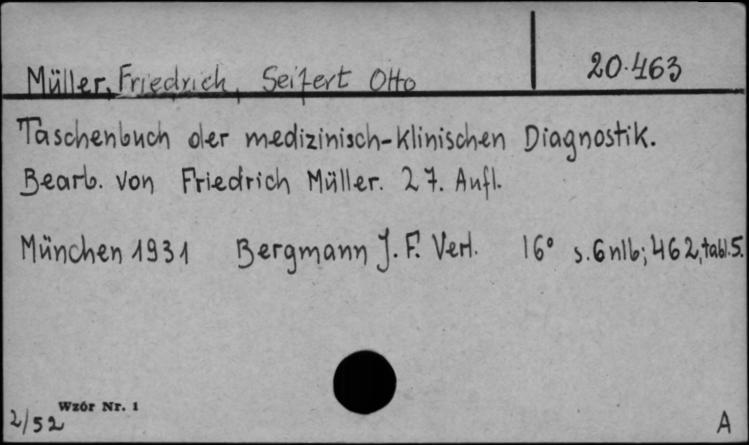 Müller, Friedrich, Seifert Otto 20.463
Taschenbuch der medizinisch-klinischen Diagnostik.
Bearb. von Friedrich Müller. 27. Aufl.
München 1931 Bergmann J. F. Verl. 16° s. 6 nlb; 462, tabl. 5.
Wzór Nr. 1
2/52 A